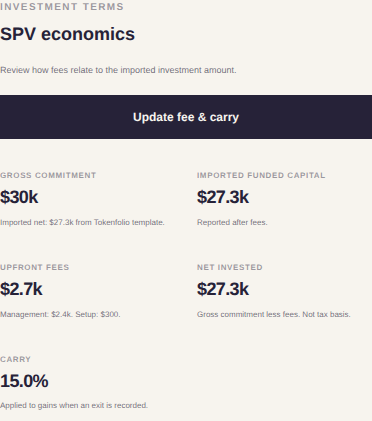 INVESTMENT TERMS
SPV economics
Review how fees relate to the imported investment amount.
Update fee & carry
GROSS COMMITMENT
$30k
Imported net: $27.3k from Tokenfolio template.
IMPORTED FUNDED CAPITAL
$27.3k
Reported after fees.
UPFRONT FEES
$2.7k
Management: $2.4k. Setup: $300.
NET INVESTED
$27.3k
Gross commitment less fees. Not tax basis.
CARRY
15.0%
Applied to gains when an exit is recorded.